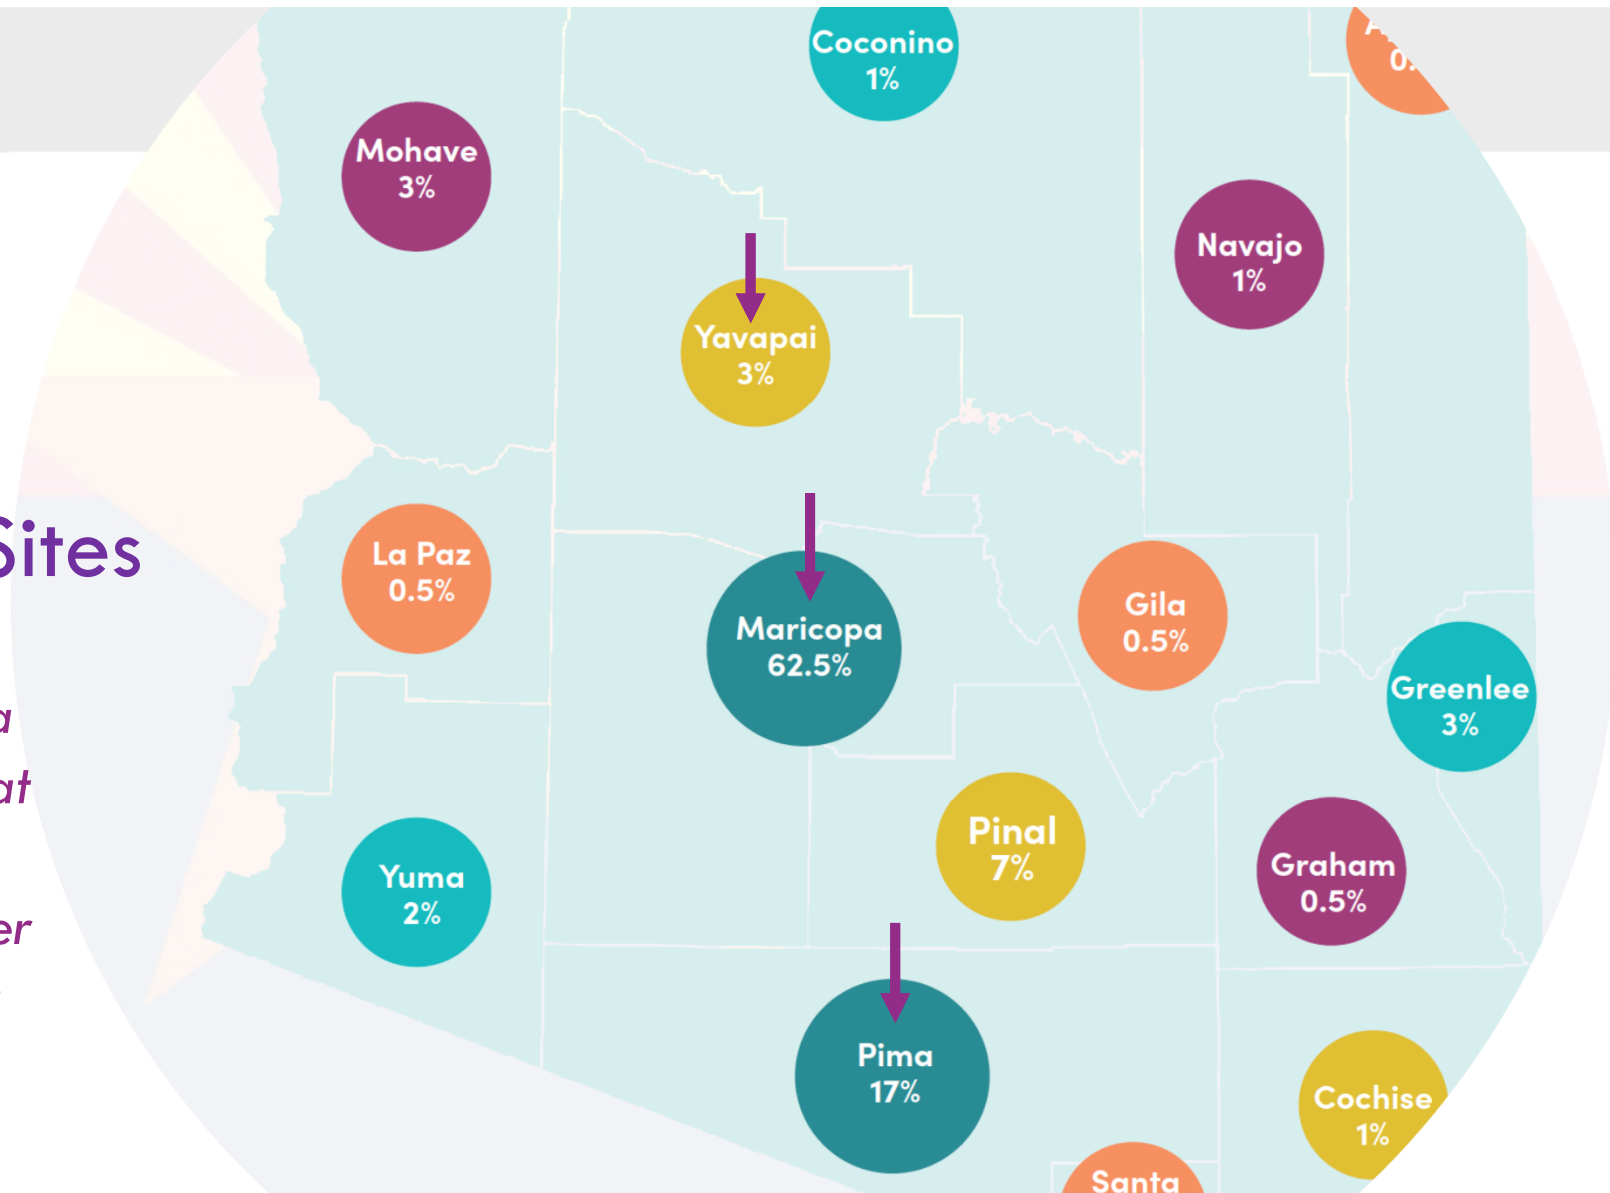 Coconino
1%
Mohave
3%
Navajo
1%
Yavapai
3%
Sites
La Paz
0.5%
Gila
0.5%
Maricopa
62.5%
Greenlee
3%
Pinal
7%
Yuma
2%
Graham
0.5%
Pima
17%
Cochise
1%
Santa